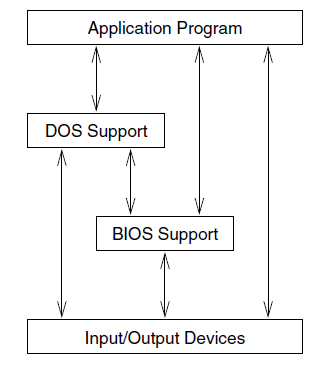 Application Program
DOS Support
BIOS Support
Input/Output Devices